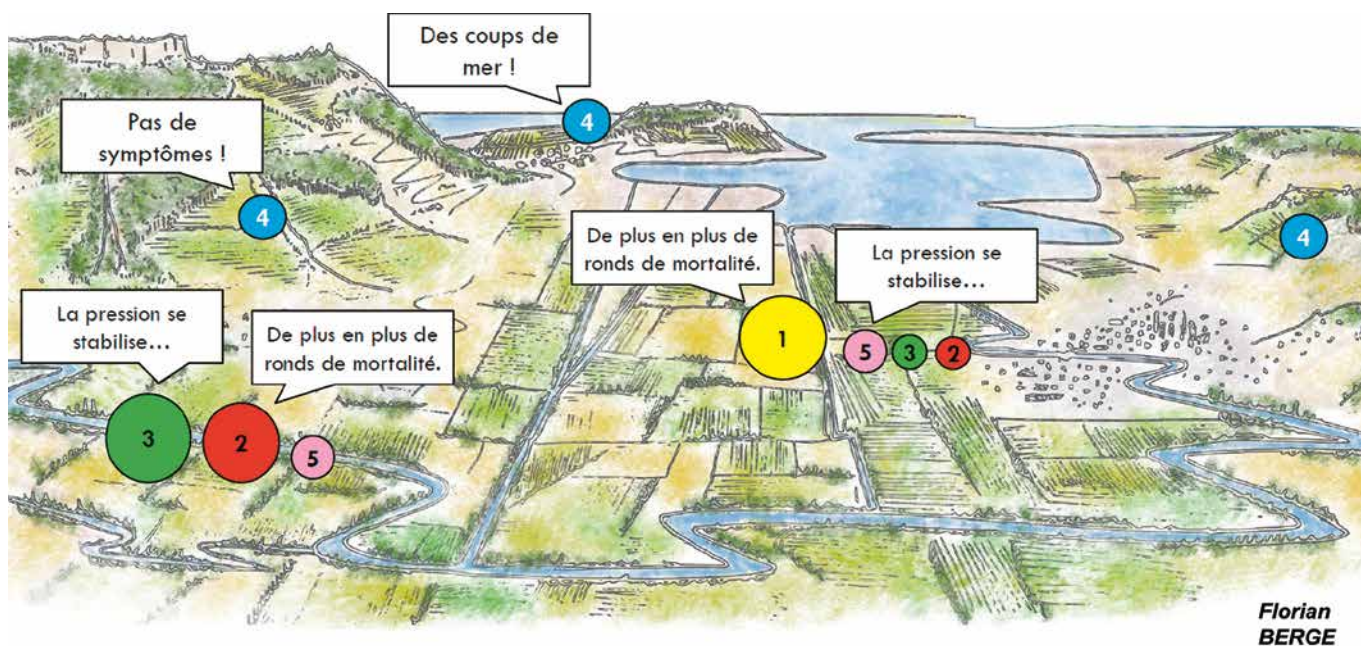 Des coups de
mer !
4
Pas de
symptômes !
4
4
De plus en plus de
ronds de mortalité.
La pression se
stabilise...
1
5
3
2
La pression se
stabilise...
De plus en plus de
ronds de mortalité.
3
2
5
Florian
BERGE